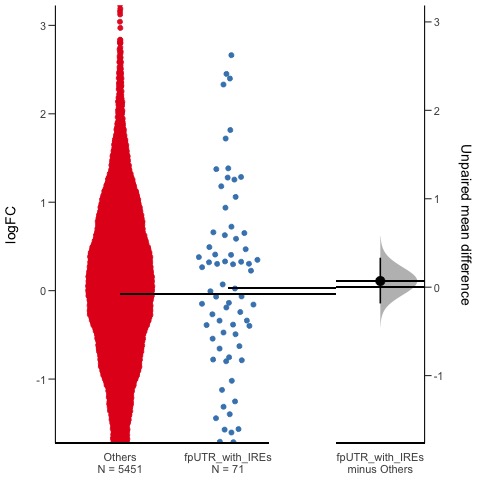 3
2
1
0
-1
logFC
Others
N = 5451
fpUTR_with_IREs
N = 71
3
2
1
0
-1
Unpaired mean difference
fpUTR_with_IREs
minus Others